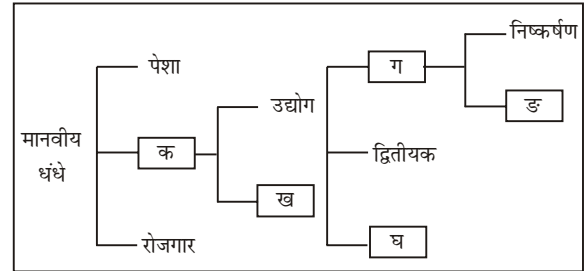 निष्कर्षण
पेशा
ग
उद्योग
ङ
मानवीय
धंधे
क
द्वितीयक
ख
रोजगार
घ